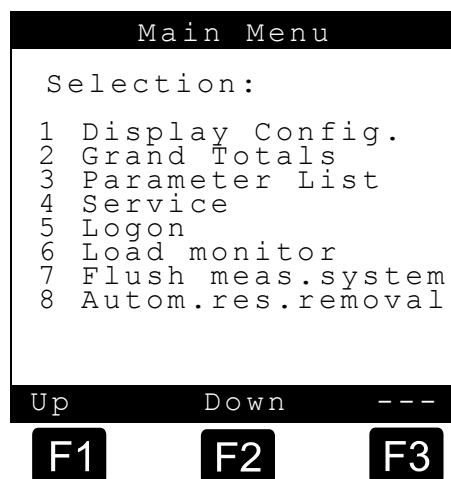 Main Menu
Selection:
1 Display Config.
2 Grand Totals
3 Parameter List
4 Service
5 Logon
6 Load monitor
7 Flush meas.system
8 Autom.res.removal
Up Down ---
F1 F2 F3